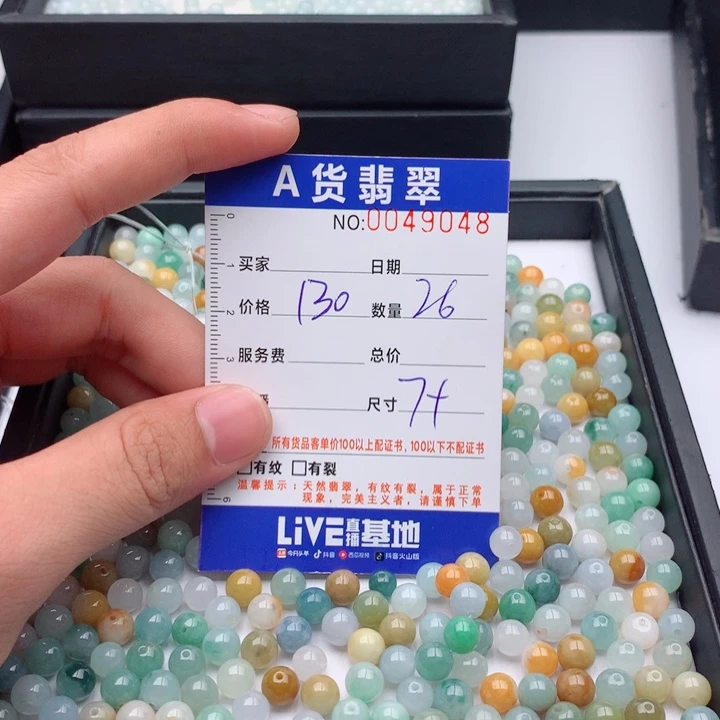 A货翡翠
NO:0049048
买家 日期
价格 130 数量 26
服务费 总价
尺寸 7+
所有货品客单价100以上配证书，100以下不配证书
有纹 有裂
温馨提示：天然翡翠，有纹有裂，属于正常
现象，完美主义者，请谨慎下单
LiVE直播基地
今日头条 抖音 西瓜视频 抖音火山版
0
1
2
3
6